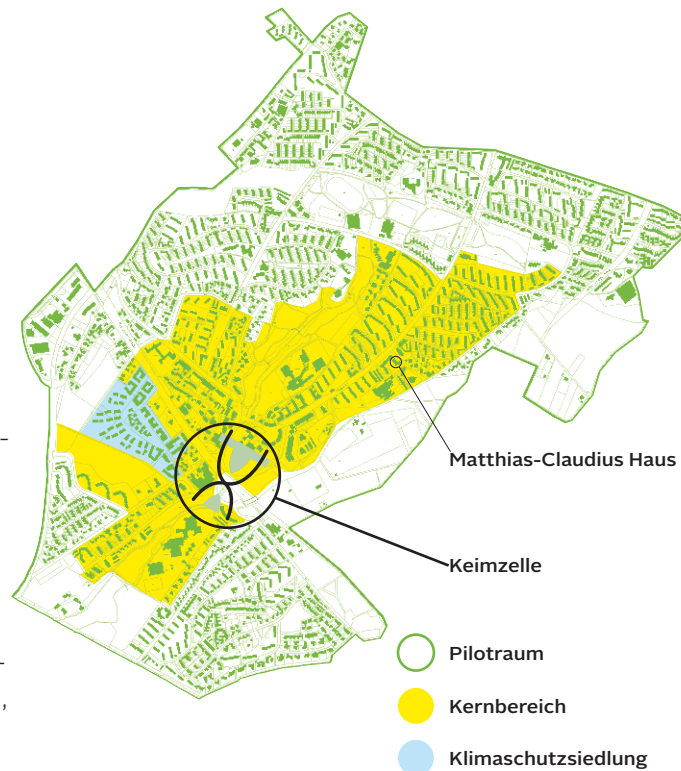 -
Matthias-Claudius Haus
Keimzelle
-
Pilotraum
,
Kernbereich
Klimaschutzsiedlung